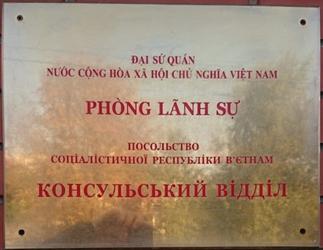 ĐẠI SỨ QUÁN
NƯỚC CỘNG HÒA XÃ HỘI CHỦ NGHĨA VIỆT NAM
PHÒNG LÃNH SỰ
ПОСОЛЬСТВО
СОЦІАЛІСТИЧНОЇ РЕСПУБЛІКИ В'ЄТНАМ
КОНСУЛЬСЬКИЙ ВІДДІЛ